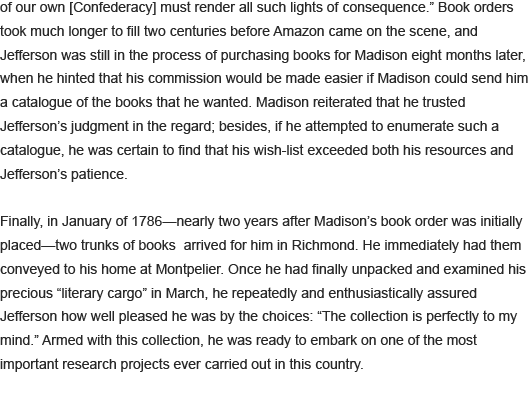 of our own [Confederacy] must render all such lights of consequence.” Book orders
took much longer to fill two centuries before Amazon came on the scene, and
Jefferson was still in the process of purchasing books for Madison eight months later,
when he hinted that his commission would be made easier if Madison could send him
a catalogue of the books that he wanted. Madison reiterated that he trusted
Jefferson’s judgment in the regard; besides, if he attempted to enumerate such a
catalogue, he was certain to find that his wish-list exceeded both his resources and
Jefferson’s patience.
Finally, in January of 1786—nearly two years after Madison’s book order was initially
placed—two trunks of books  arrived for him in Richmond. He immediately had them
conveyed to his home at Montpelier. Once he had finally unpacked and examined his
precious “literary cargo” in March, he repeatedly and enthusiastically assured
Jefferson how well pleased he was by the choices: “The collection is perfectly to my
mind.” Armed with this collection, he was ready to embark on one of the most
important research projects ever carried out in this country.